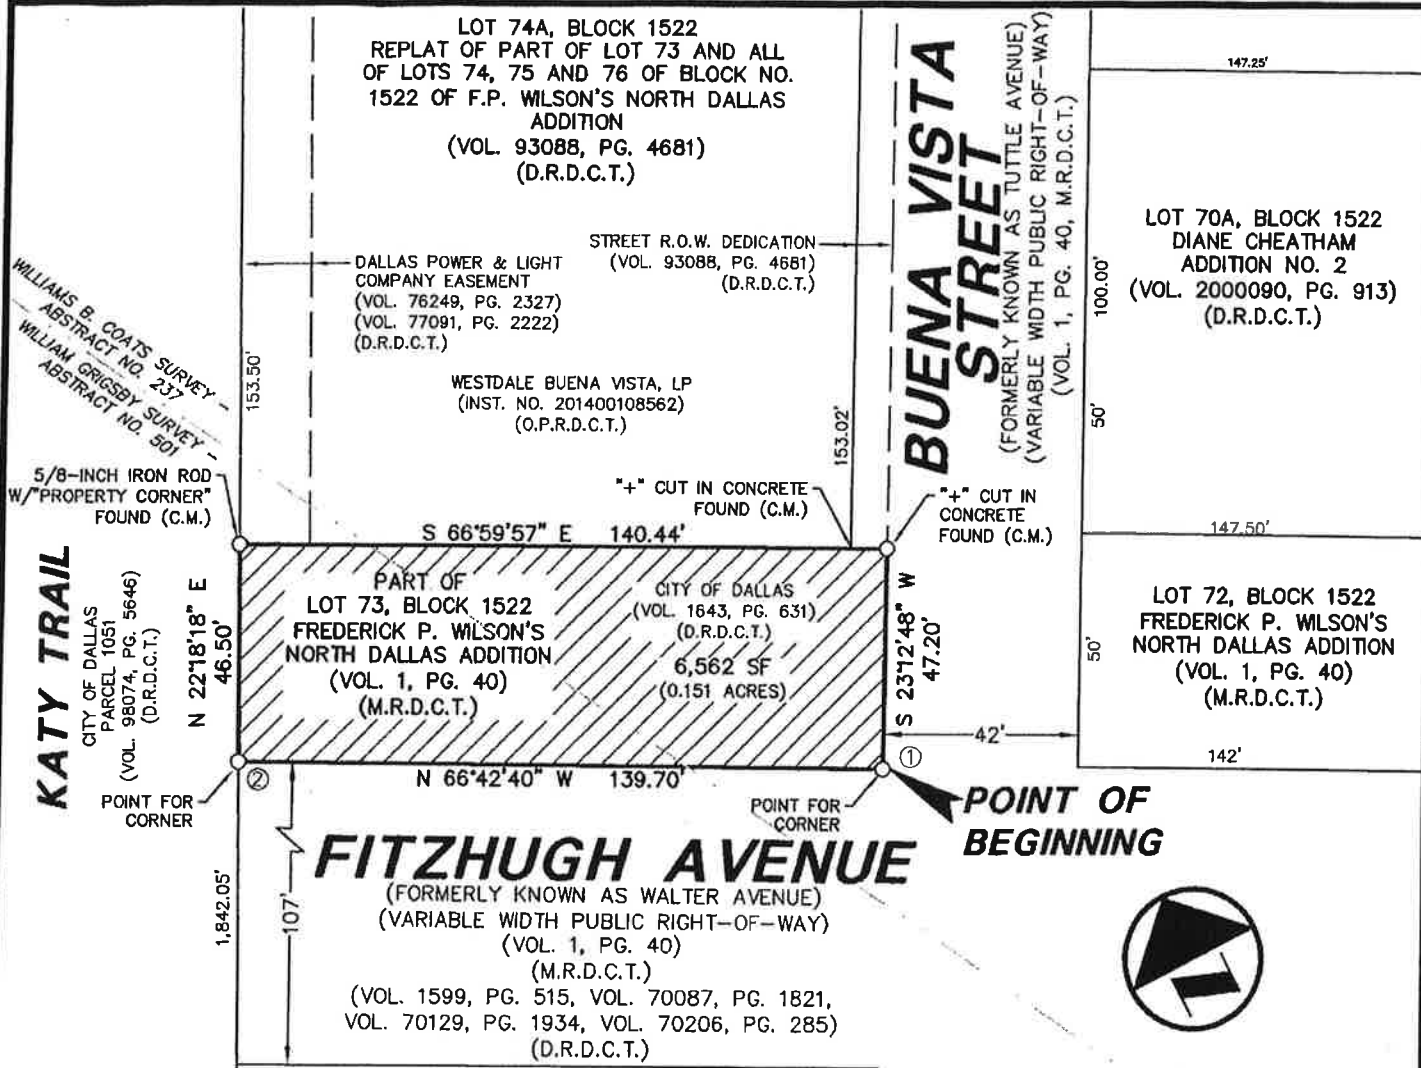 LOT 74A, BLOCK 1522
REPLAT OF PART OF LOT 73 AND ALL
OF LOTS 74, 75 AND 76 OF BLOCK NO.
1522 OF F.P. WILSON'S NORTH DALLAS
ADDITION
(VOL. 93088, PG. 4681)
(D.R.D.C.T.)
BUENA VISTA
STREET
(FORMERLY KNOWN AS TUTTLE AVENUE)
(VARIABLE WIDTH PUBLIC RIGHT-OF-WAY)
(VOL. 1, PG. 40, M.R.D.C.T.)
147.25'
100.00'
50'
LOT 70A, BLOCK 1522
DIANE CHEATHAM
ADDITION NO. 2
(VOL. 2000090, PG. 913)
(D.R.D.C.T.)
STREET R.O.W. DEDICATION
(VOL. 93088, PG. 4681)
(D.R.D.C.T.)
DALLAS POWER & LIGHT
COMPANY EASEMENT
(VOL. 76249, PG. 2327)
(VOL. 77091, PG. 2222)
(D.R.D.C.T.)
WILLIAMS B. COATS SURVEY
ABSTRACT NO. 237
WILLIAM GRIGSBY SURVEY
ABSTRACT NO. 501
153.50'
WESTDALE BUENA VISTA, LP
(INST. NO. 201400108562)
(O.P.R.D.C.T.)
153.02'
5/8-INCH IRON ROD
W/"PROPERTY CORNER"
FOUND (C.M.)
"+" CUT IN CONCRETE
FOUND (C.M.)
"+" CUT IN
CONCRETE
FOUND (C.M.)
147.50'
S 66°59'57" E 140.44'
KATY TRAIL
CITY OF DALLAS
PARCEL 1051
(VOL. 98074, PG. 5646)
(D.R.D.C.T.)
N 22°18'18" E
46.50'
PART OF
LOT 73, BLOCK 1522
FREDERICK P. WILSON'S
NORTH DALLAS ADDITION
(VOL. 1, PG. 40)
(M.R.D.C.T.)
CITY OF DALLAS
(VOL. 1643, PG. 631)
(D.R.D.C.T.)
6,562 SF
(0.151 ACRES)
S 23°12'48" W
47.20'
50'
LOT 72, BLOCK 1522
FREDERICK P. WILSON'S
NORTH DALLAS ADDITION
(VOL. 1, PG. 40)
(M.R.D.C.T.)
42'
142'
①
②
N 66°42'40" W 139.70'
POINT FOR
CORNER
POINT FOR
CORNER
POINT OF
BEGINNING
FITZHUGH AVENUE
(FORMERLY KNOWN AS WALTER AVENUE)
(VARIABLE WIDTH PUBLIC RIGHT-OF-WAY)
(VOL. 1, PG. 40)
(M.R.D.C.T.)
(VOL. 1599, PG. 515, VOL. 70087, PG. 1821,
VOL. 70129, PG. 1934, VOL. 70206, PG. 285)
(D.R.D.C.T.)
1,842.05'
107'